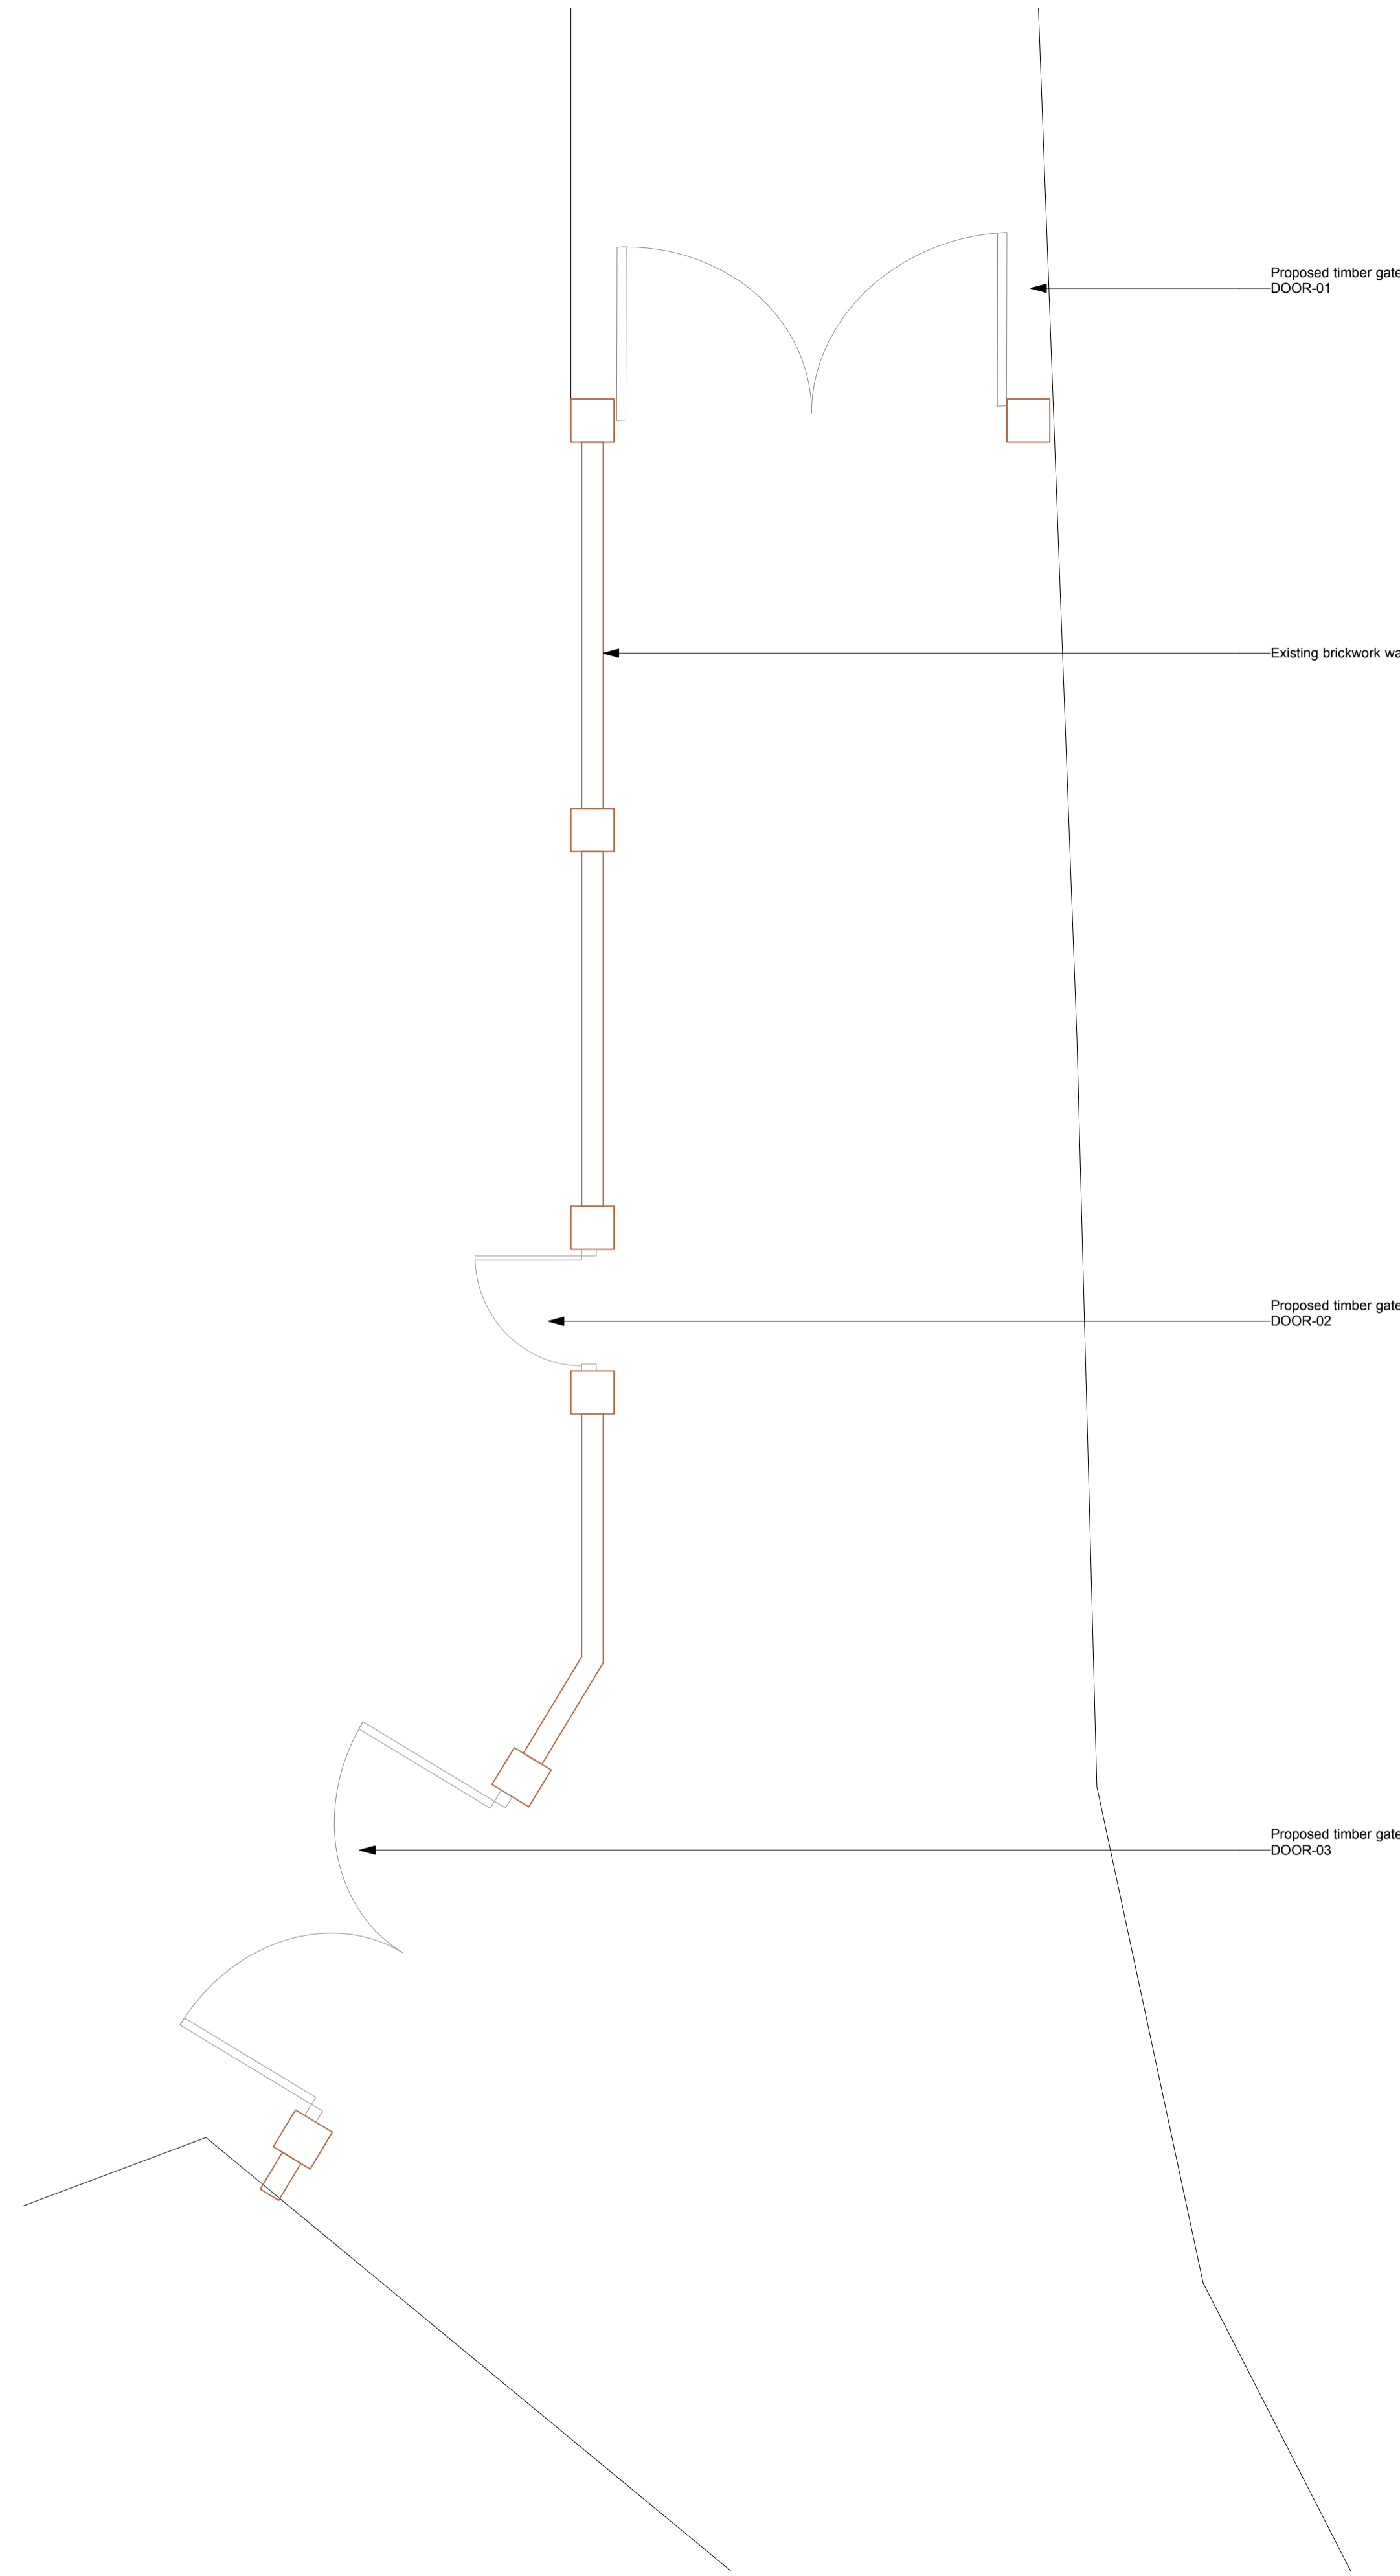 Proposed timber gate
DOOR-01
Existing brickwork wa
Proposed timber gate
DOOR-02
Proposed timber gate
DOOR-03